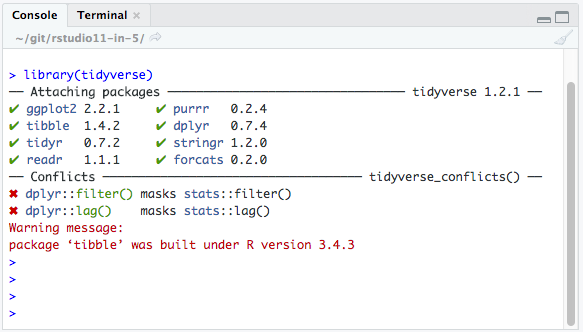 Console Terminal ×
~/git/rstudio11-in-5/
> library(tidyverse)
── Attaching packages ──────────────────────────────── tidyverse 1.2.1 ──
✔ ggplot2 2.2.1     ✔ purrr   0.2.4
✔ tibble  1.4.2     ✔ dplyr   0.7.4
✔ tidyr   0.7.2     ✔ stringr 1.2.0
✔ readr   1.1.1     ✔ forcats 0.2.0
── Conflicts ─────────────────────────────────── tidyverse_conflicts() ──
✖ dplyr::filter() masks stats::filter()
✖ dplyr::lag()    masks stats::lag()
Warning message:
package ‘tibble’ was built under R version 3.4.3
>
>
>
>